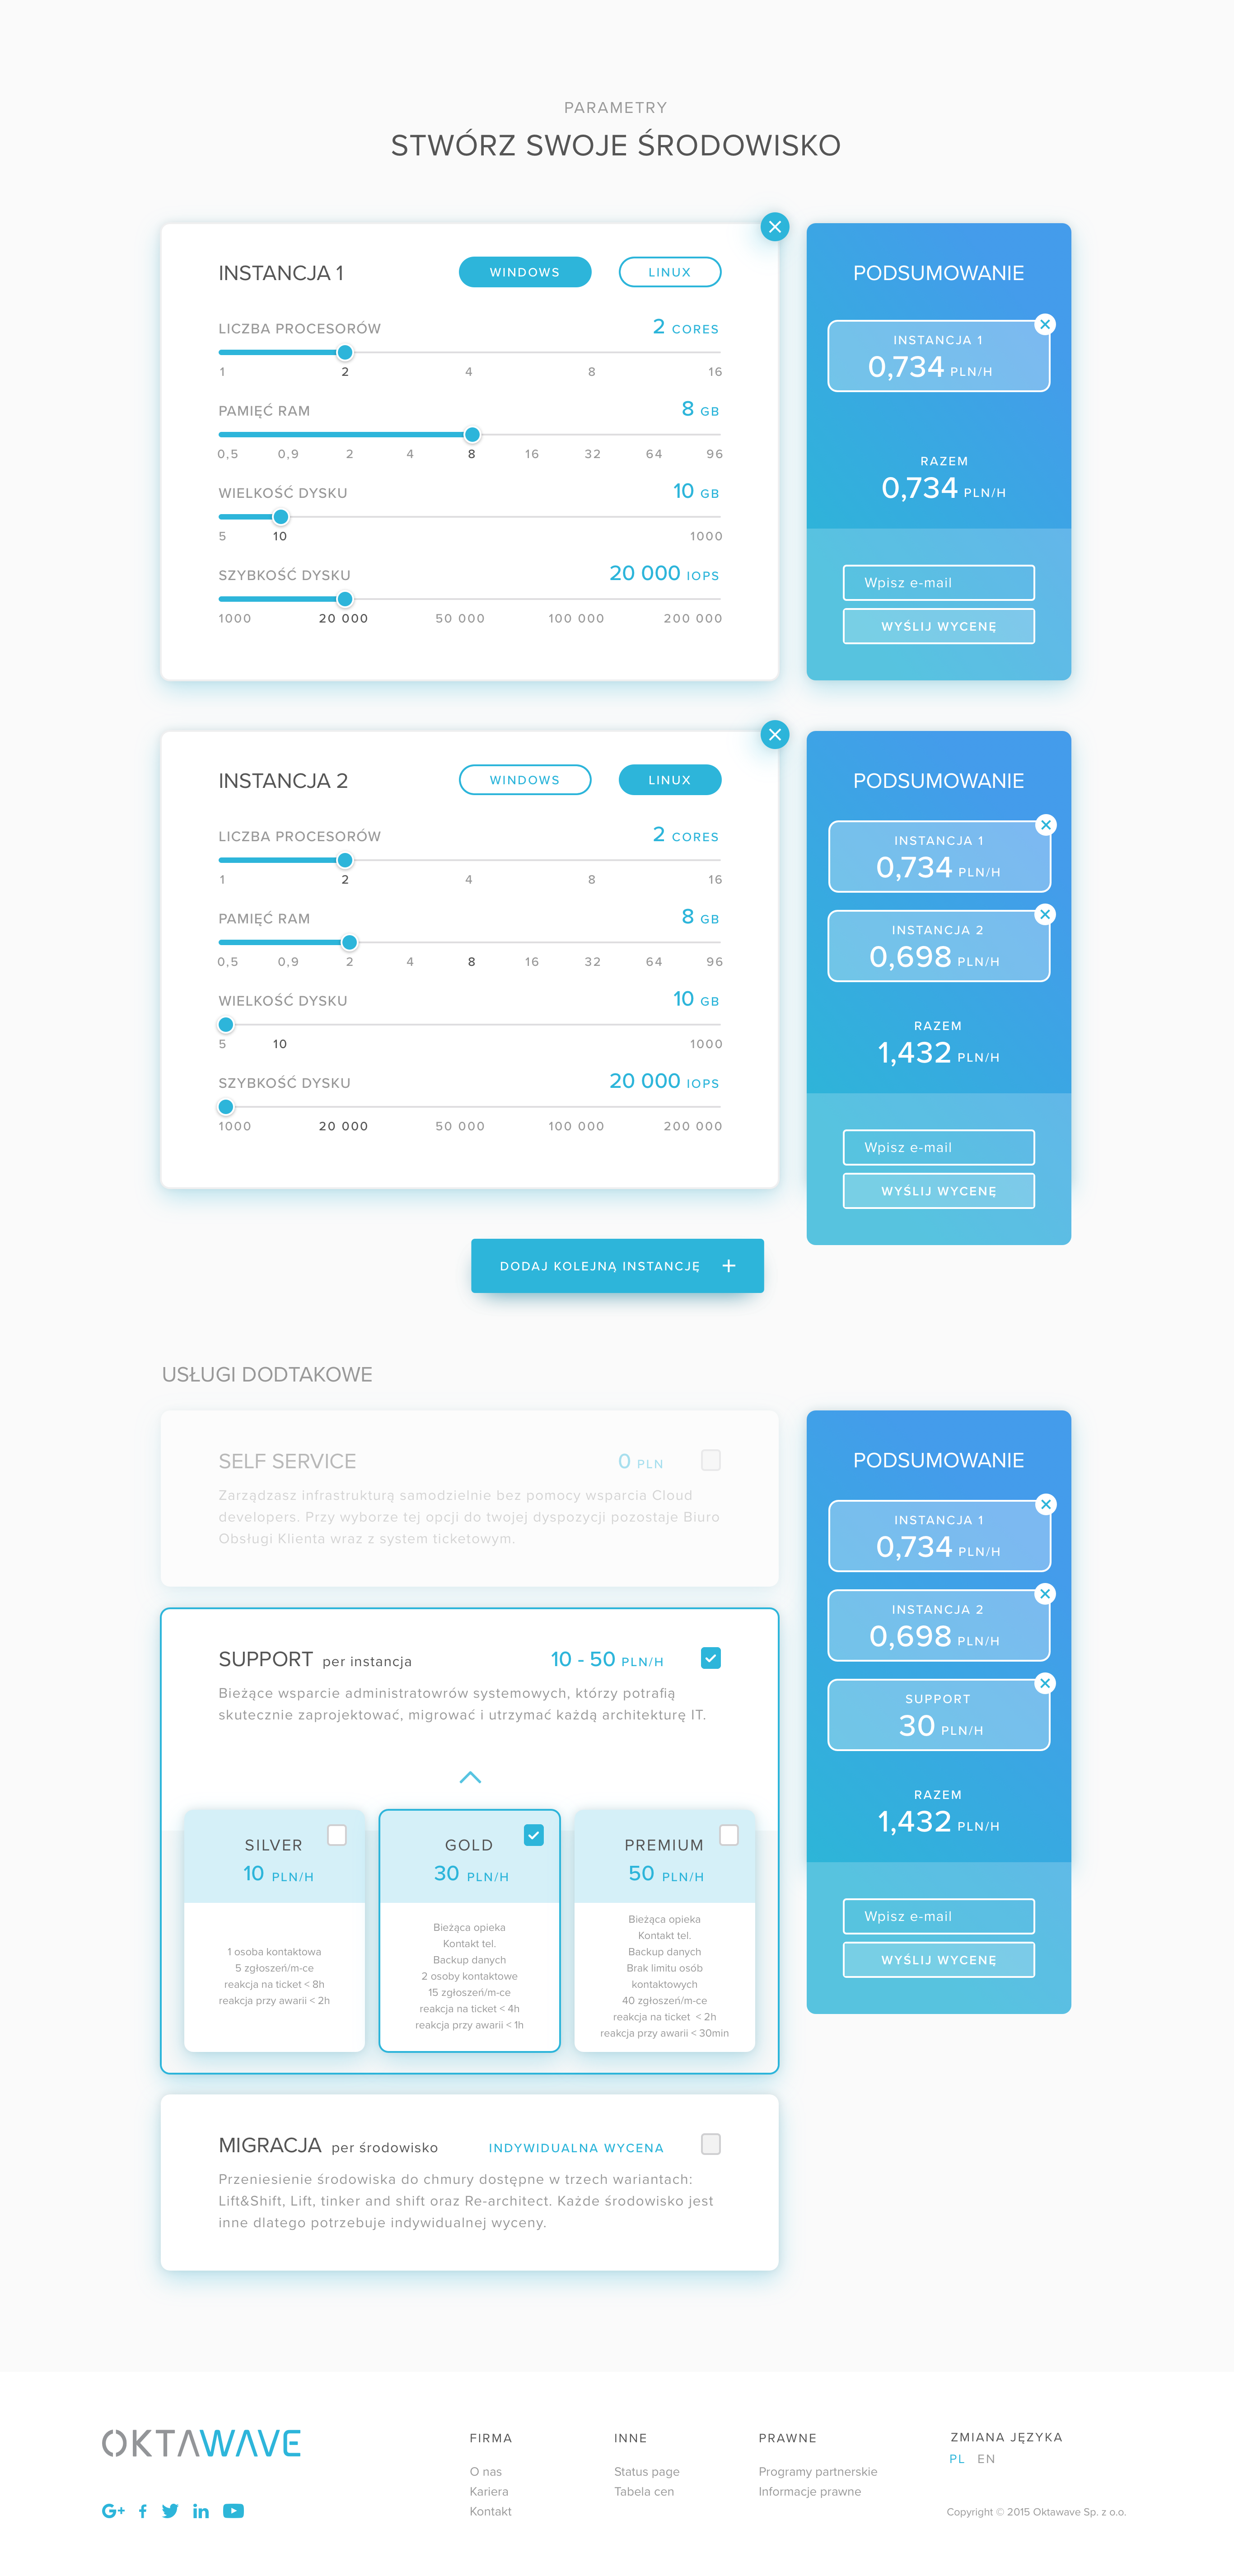 PARAMETRY
STWÓRZ SWOJE ŚRODOWISKO
INSTANCJA 1
WINDOWS
LINUX
LICZBA PROCESORÓW
2 CORES
1 2 4 8 16
PAMIĘĆ RAM
8 GB
0,5 0,9 2 4 8 16 32 64 96
WIELKOŚĆ DYSKU
10 GB
5 10 1000
SZYBKOŚĆ DYSKU
20 000 IOPS
1000 20 000 50 000 100 000 200 000
PODSUMOWANIE
INSTANCJA 1
0,734 PLN/H
RAZEM
0,734 PLN/H
Wpisz e-mail
WYŚLIJ WYCENĘ
INSTANCJA 2
WINDOWS
LINUX
LICZBA PROCESORÓW
2 CORES
1 2 4 8 16
PAMIĘĆ RAM
8 GB
0,5 0,9 2 4 8 16 32 64 96
WIELKOŚĆ DYSKU
10 GB
5 10 1000
SZYBKOŚĆ DYSKU
20 000 IOPS
1000 20 000 50 000 100 000 200 000
PODSUMOWANIE
INSTANCJA 1
0,734 PLN/H
INSTANCJA 2
0,698 PLN/H
RAZEM
1,432 PLN/H
Wpisz e-mail
WYŚLIJ WYCENĘ
DODAJ KOLEJNĄ INSTANCJĘ +
USŁUGI DODTAKOWE
SELF SERVICE
0 PLN
Zarządzasz infrastrukturą samodzielnie bez pomocy wsparcia Cloud
developers. Przy wyborze tej opcji do twojej dyspozycji pozostaje Biuro
Obsługi Klienta wraz z system ticketowym.
SUPPORT per instancja
10 - 50 PLN/H
Bieżące wsparcie administratowrów systemowych, którzy potrafią
skutecznie zaprojektować, migrować i utrzymać każdą architekturę IT.
SILVER
10 PLN/H
1 osoba kontaktowa
5 zgłoszeń/m-ce
reakcja na ticket < 8h
reakcja przy awarii < 2h
GOLD
30 PLN/H
Bieżąca opieka
Kontakt tel.
Backup danych
2 osoby kontaktowe
15 zgłoszeń/m-ce
reakcja na ticket < 4h
reakcja przy awarii < 1h
PREMIUM
50 PLN/H
Bieżąca opieka
Kontakt tel.
Backup danych
Brak limitu osób
kontaktowych
40 zgłoszeń/m-ce
reakcja na ticket < 2h
reakcja przy awarii < 30min
MIGRACJA per środowisko
INDYWIDUALNA WYCENA
Przeniesienie środowiska do chmury dostępne w trzech wariantach:
Lift&Shift, Lift, tinker and shift oraz Re-architect. Każde środowisko jest
inne dlatego potrzebuje indywidualnej wyceny.
PODSUMOWANIE
INSTANCJA 1
0,734 PLN/H
INSTANCJA 2
0,698 PLN/H
SUPPORT
30 PLN/H
RAZEM
1,432 PLN/H
Wpisz e-mail
WYŚLIJ WYCENĘ
OKTAWAVE
FIRMA
O nas
Kariera
Kontakt
INNE
Status page
Tabela cen
PRAWNE
Programy partnerskie
Informacje prawne
ZMIANA JĘZYKA
PL EN
Copyright © 2015 Oktawave Sp. z o.o.